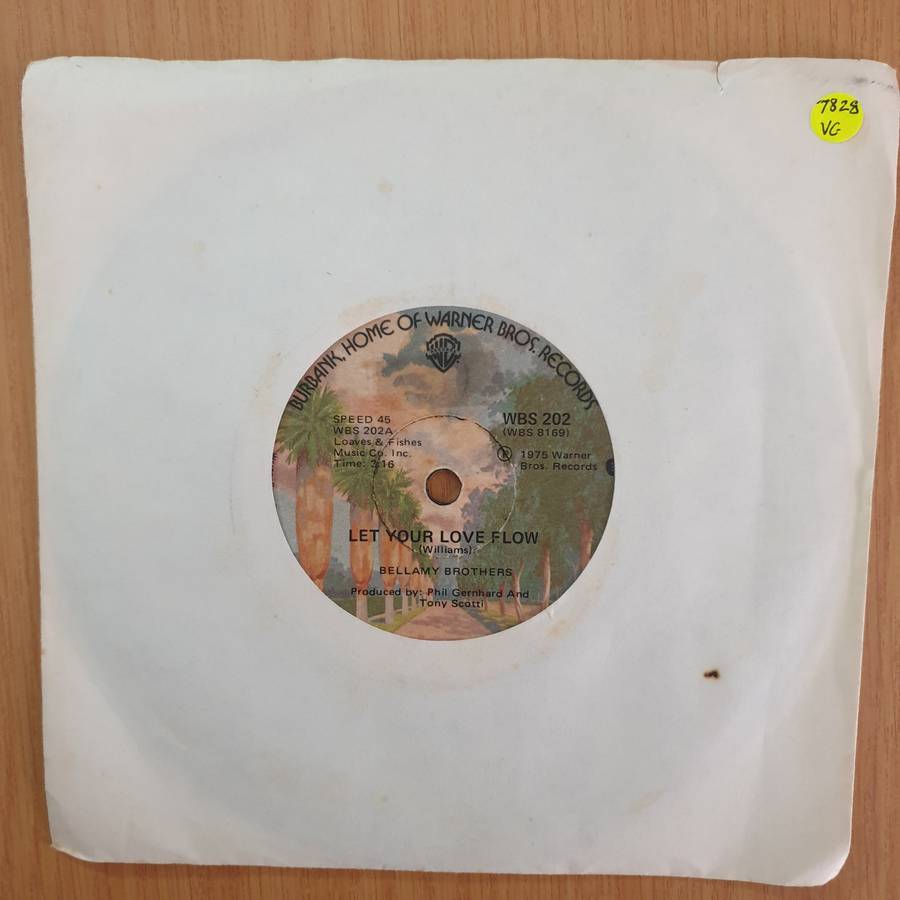 7828
VG
BURBANK, HOME OF WARNER BROS. RECORDS
SPEED 45
WBS 202A
Loaves & Fishes
Music Co. Inc.
Time: 3:16
WBS 202
(WBS 8169)
℗ 1975 Warner
Bros. Records
LET YOUR LOVE FLOW
(Williams)
BELLAMY BROTHERS
Produced by: Phil Gernhard And
Tony Scotti